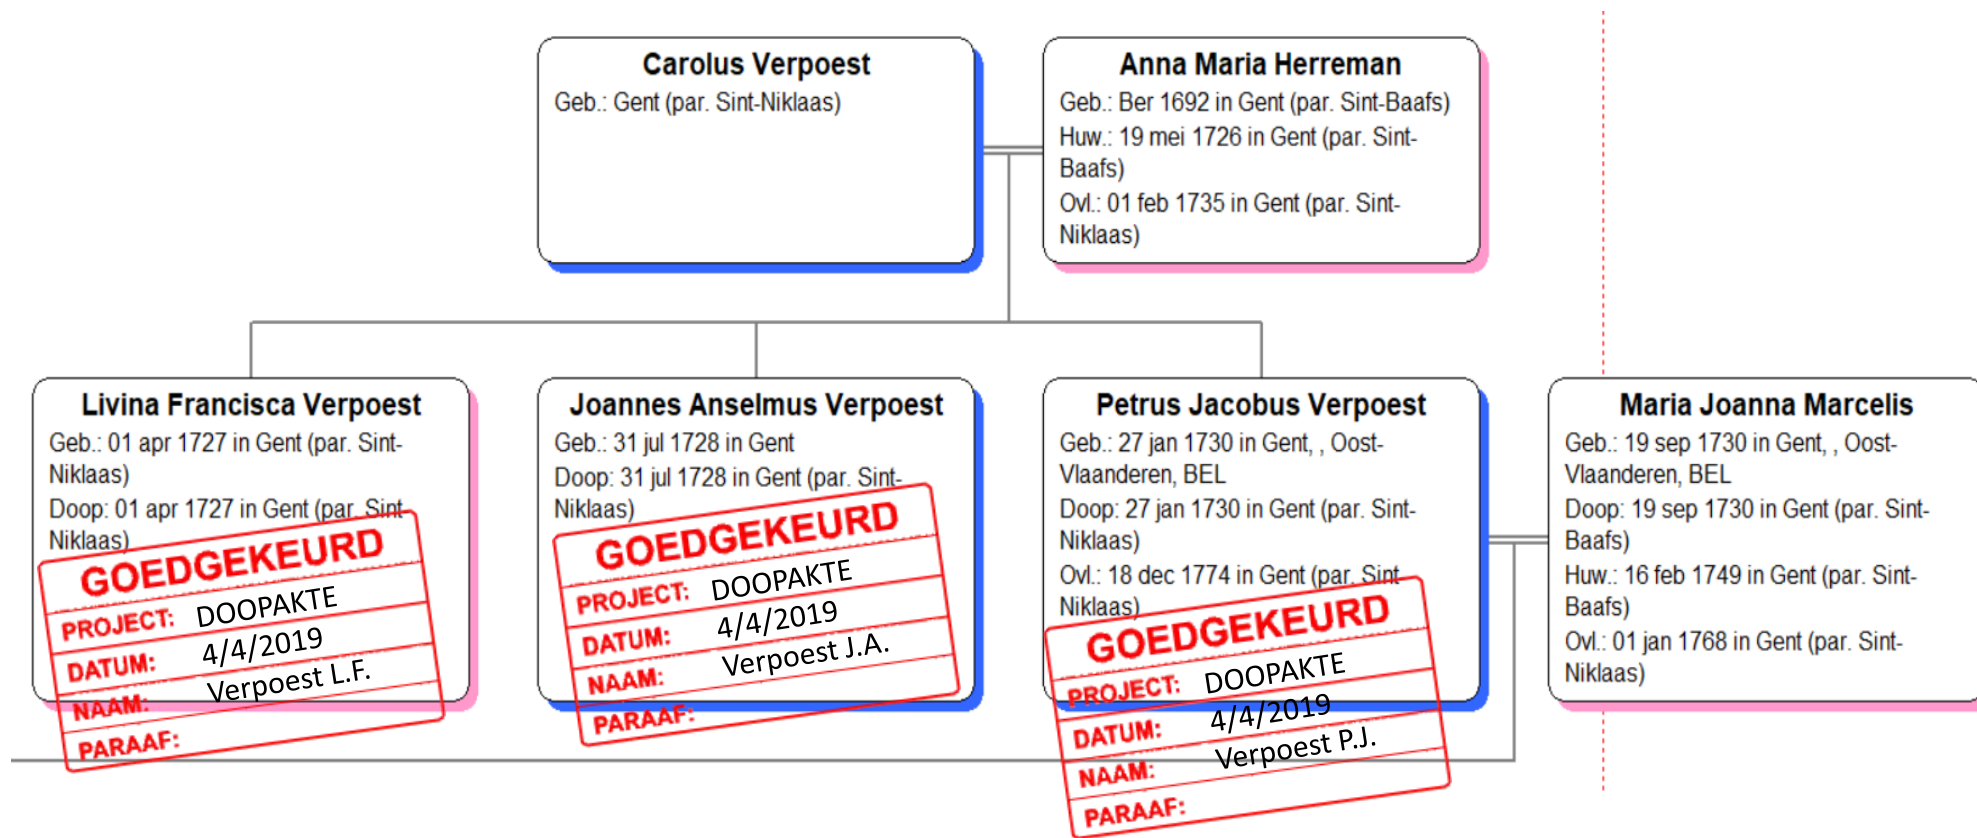 Carolus Verpoest
Geb.: Gent (par. Sint-Niklaas)
Anna Maria Herreman
Geb.: Ber 1692 in Gent (par. Sint-Baafs)
Huw.: 19 mei 1726 in Gent (par. Sint-
Baafs)
Ovl.: 01 feb 1735 in Gent (par. Sint-
Niklaas)
Livina Francisca Verpoest
Geb.: 01 apr 1727 in Gent (par. Sint-
Niklaas)
Doop: 01 apr 1727 in Gent (par. Sint-
Niklaas)
GOEDGEKEURD
PROJECT: DOOPAKTE
DATUM: 4/4/2019
NAAM: Verpoest L.F.
PARAAF:
Joannes Anselmus Verpoest
Geb.: 31 jul 1728 in Gent
Doop: 31 jul 1728 in Gent (par. Sint-
Niklaas)
GOEDGEKEURD
PROJECT: DOOPAKTE
DATUM: 4/4/2019
NAAM: Verpoest J.A.
PARAAF:
Petrus Jacobus Verpoest
Geb.: 27 jan 1730 in Gent, , Oost-
Vlaanderen, BEL
Doop: 27 jan 1730 in Gent (par. Sint-
Niklaas)
Ovl.: 18 dec 1774 in Gent (par. Sint-
Niklaas)
GOEDGEKEURD
PROJECT: DOOPAKTE
DATUM: 4/4/2019
NAAM: Verpoest P.J.
PARAAF:
Maria Joanna Marcelis
Geb.: 19 sep 1730 in Gent, , Oost-
Vlaanderen, BEL
Doop: 19 sep 1730 in Gent (par. Sint-
Baafs)
Huw.: 16 feb 1749 in Gent (par. Sint-
Baafs)
Ovl.: 01 jan 1768 in Gent (par. Sint-
Niklaas)